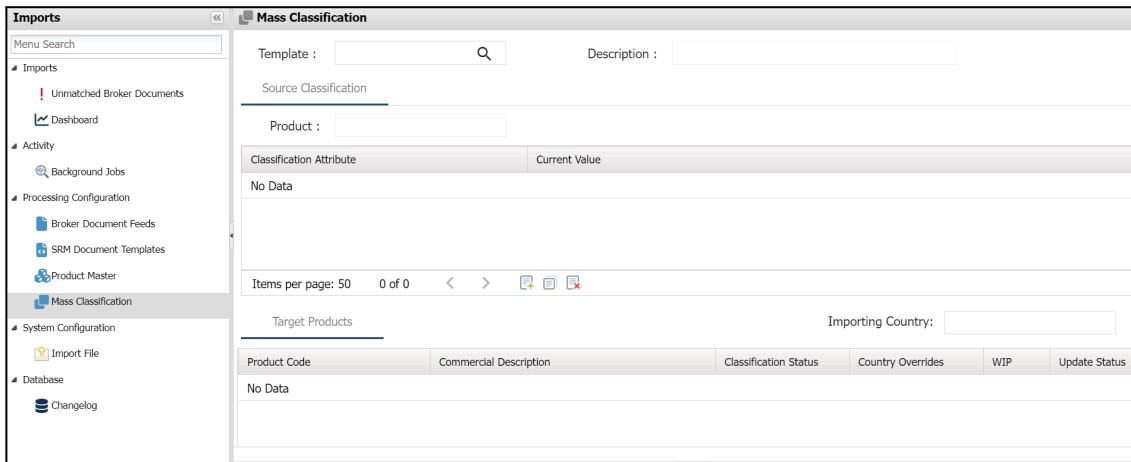 Imports
Menu Search
Imports
Unmatched Broker Documents
Dashboard
Activity
Background Jobs
Processing Configuration
Broker Document Feeds
SRM Document Templates
Product Master
Mass Classification
System Configuration
Import File
Database
Changelog
Mass Classification
Template : Description :
Source Classification
Product :
Classification Attribute Current Value
No Data
Items per page: 50 0 of 0
Target Products Importing Country:
Product Code Commercial Description Classification Status Country Overrides WIP Update Status
No Data